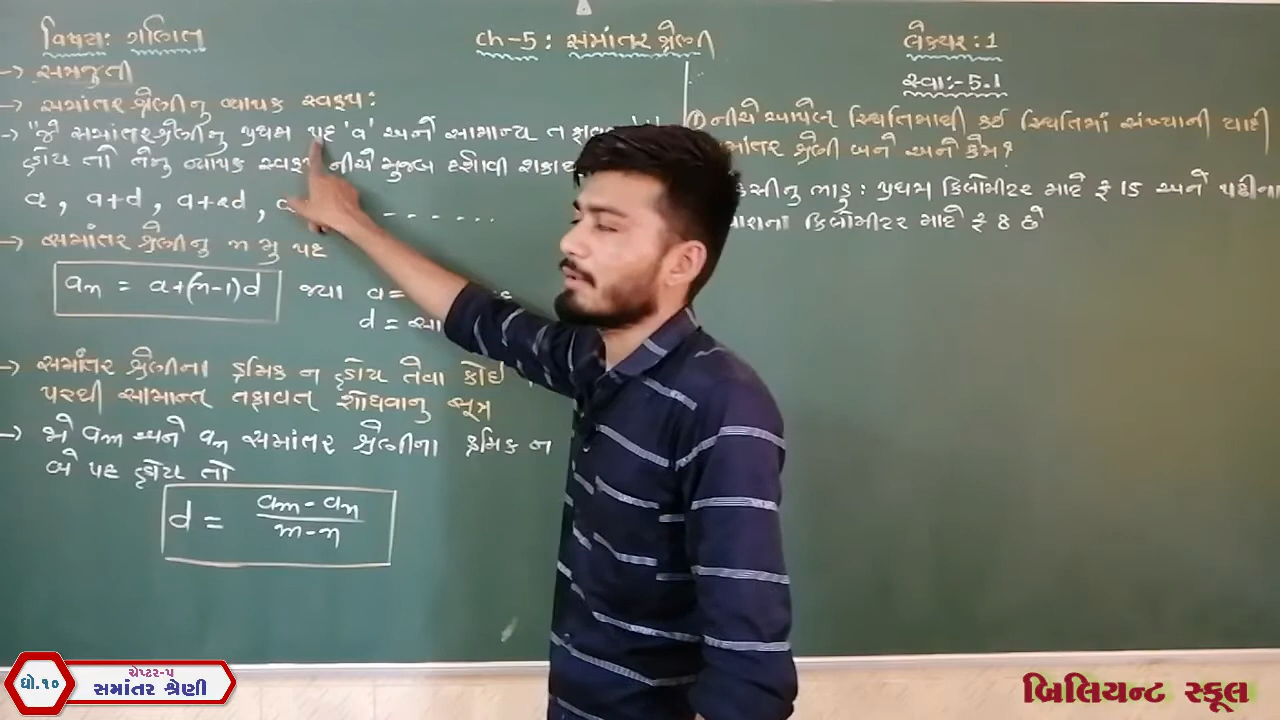 વિષય: ગણિત
ch-5 : સમાંતર શ્રેણી
લેક્ચર : 1
→ સમજુતી
→ સમાંતર શ્રેણીનુ વ્યાપક સ્વરૂપ :
→ "જો સમાંતર શ્રેણીનુ પ્રથમ પદ 'a' અને સામાન્ય તફાવત
હોય તો તેનુ વ્યાપક સ્વરૂપ નીચે મુજબ દર્શાવી શકાય
a , a+d , a+2d , a - - - - - ...
→ સમાંતર શ્રેણીનુ n મુ પદ
an = a+(n-1)d જ્યા a=
d = સા
→ સમાંતર શ્રેણીના ક્રમિક ન હોય તેવા કોઈ
પરથી સામાન્ત તફાવત શોધવાનુ સૂત્ર
→ જો am અને an સમાંતર શ્રેણીના ક્રમિક ન
બે પદ હોય તો
d = am - an / m - n
સ્વા:-5.1
① નીચે આપેલ સ્થિતિમાથી કઈ સ્થિતિમાં સંખ્યાની યાદી
સમાંતર શ્રેણી બને અને કેમ?
ટેક્સીનુ ભાડુ : પ્રથમ કિલોમીટર માટે ₹ 15 અને પછીના
વધારાના કિલોમીટર માટે ₹ 8 છે
ધો.૧૦
ચેપ્ટર-૫
સમાંતર શ્રેણી
બ્રિલિયન્ટ સ્કૂલ